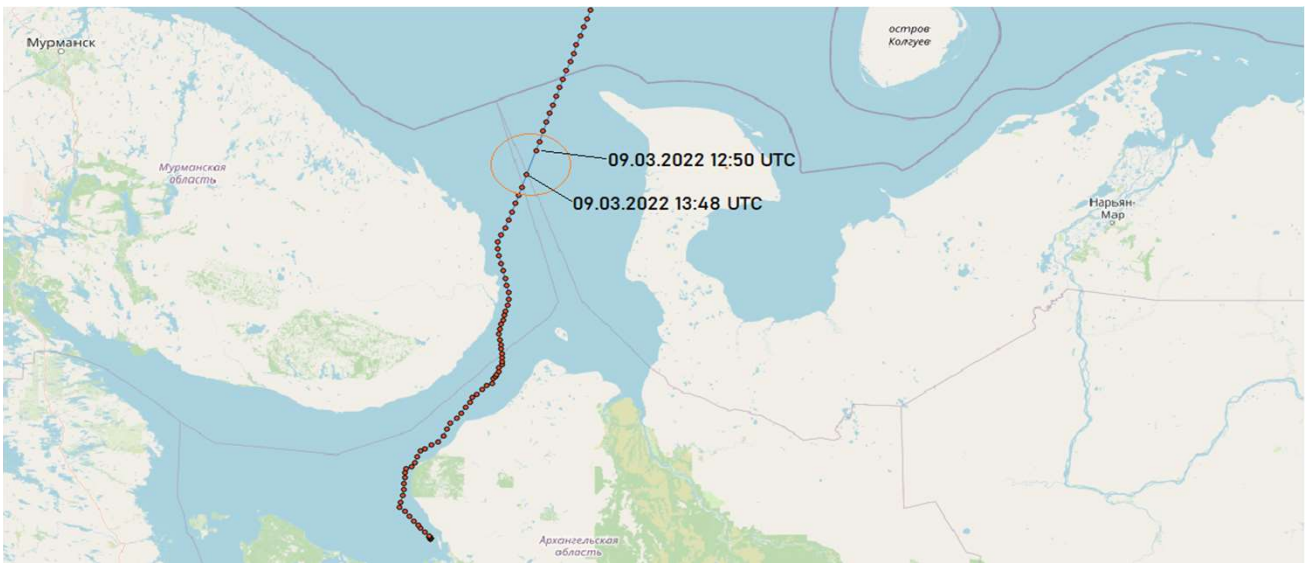 остров
Колгуев
Мурманск
09.03.2022 12:50 UTC
Мурманская
область
09.03.2022 13:48 UTC
Нарьян-
Мар
Архангельская
область